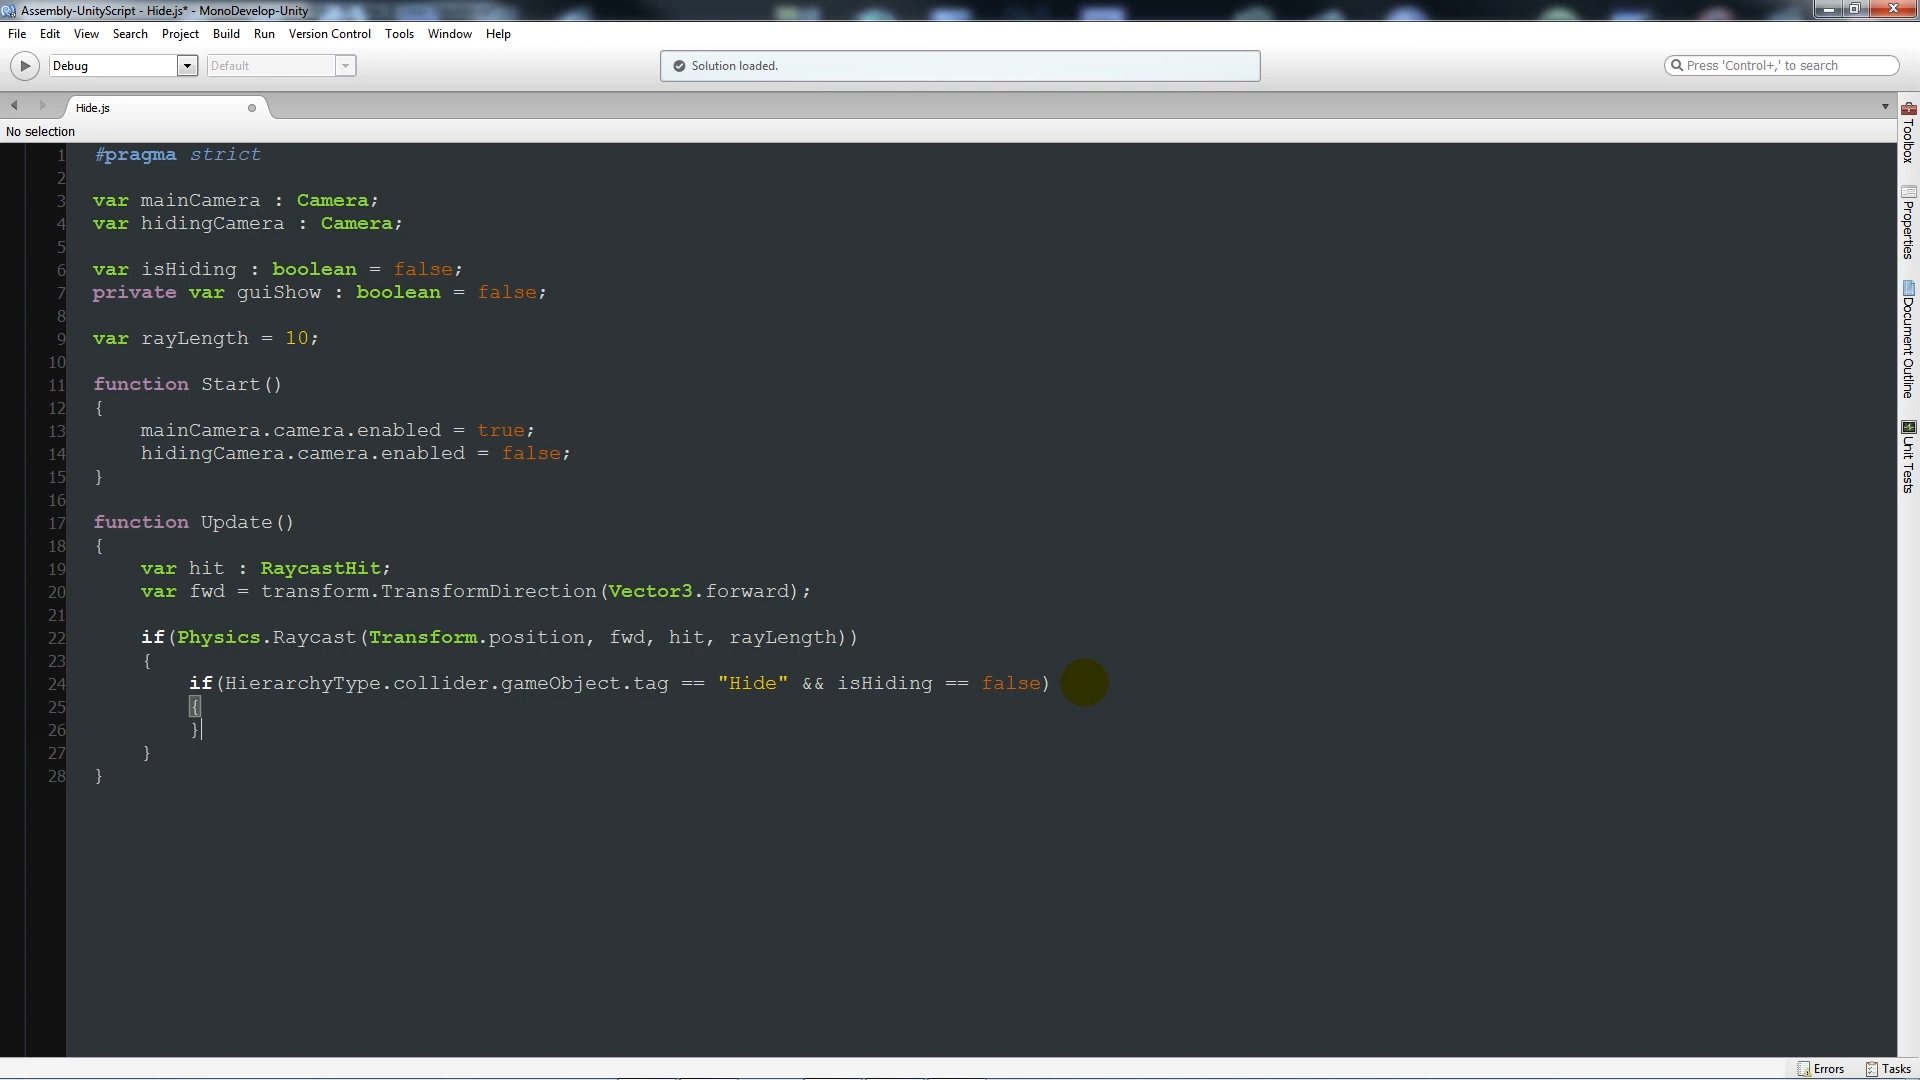 Assembly-UnityScript - Hide.js* - MonoDevelop-Unity
File Edit View Search Project Build Run Version Control Tools Window Help
Debug Default Solution loaded. Press 'Control+,' to search
Hide.js
No selection
1 #pragma strict
2
3 var mainCamera : Camera;
4 var hidingCamera : Camera;
5
6 var isHiding : boolean = false;
7 private var guiShow : boolean = false;
8
9 var rayLength = 10;
10
11 function Start()
12 {
13 mainCamera.camera.enabled = true;
14 hidingCamera.camera.enabled = false;
15 }
16
17 function Update()
18 {
19 var hit : RaycastHit;
20 var fwd = transform.TransformDirection(Vector3.forward);
21
22 if(Physics.Raycast(Transform.position, fwd, hit, rayLength))
23 {
24 if(HierarchyType.collider.gameObject.tag == "Hide" && isHiding == false)
25 {
26 }
27 }
28 }
Toolbox
Properties
Document Outline
Unit Tests
Errors Tasks